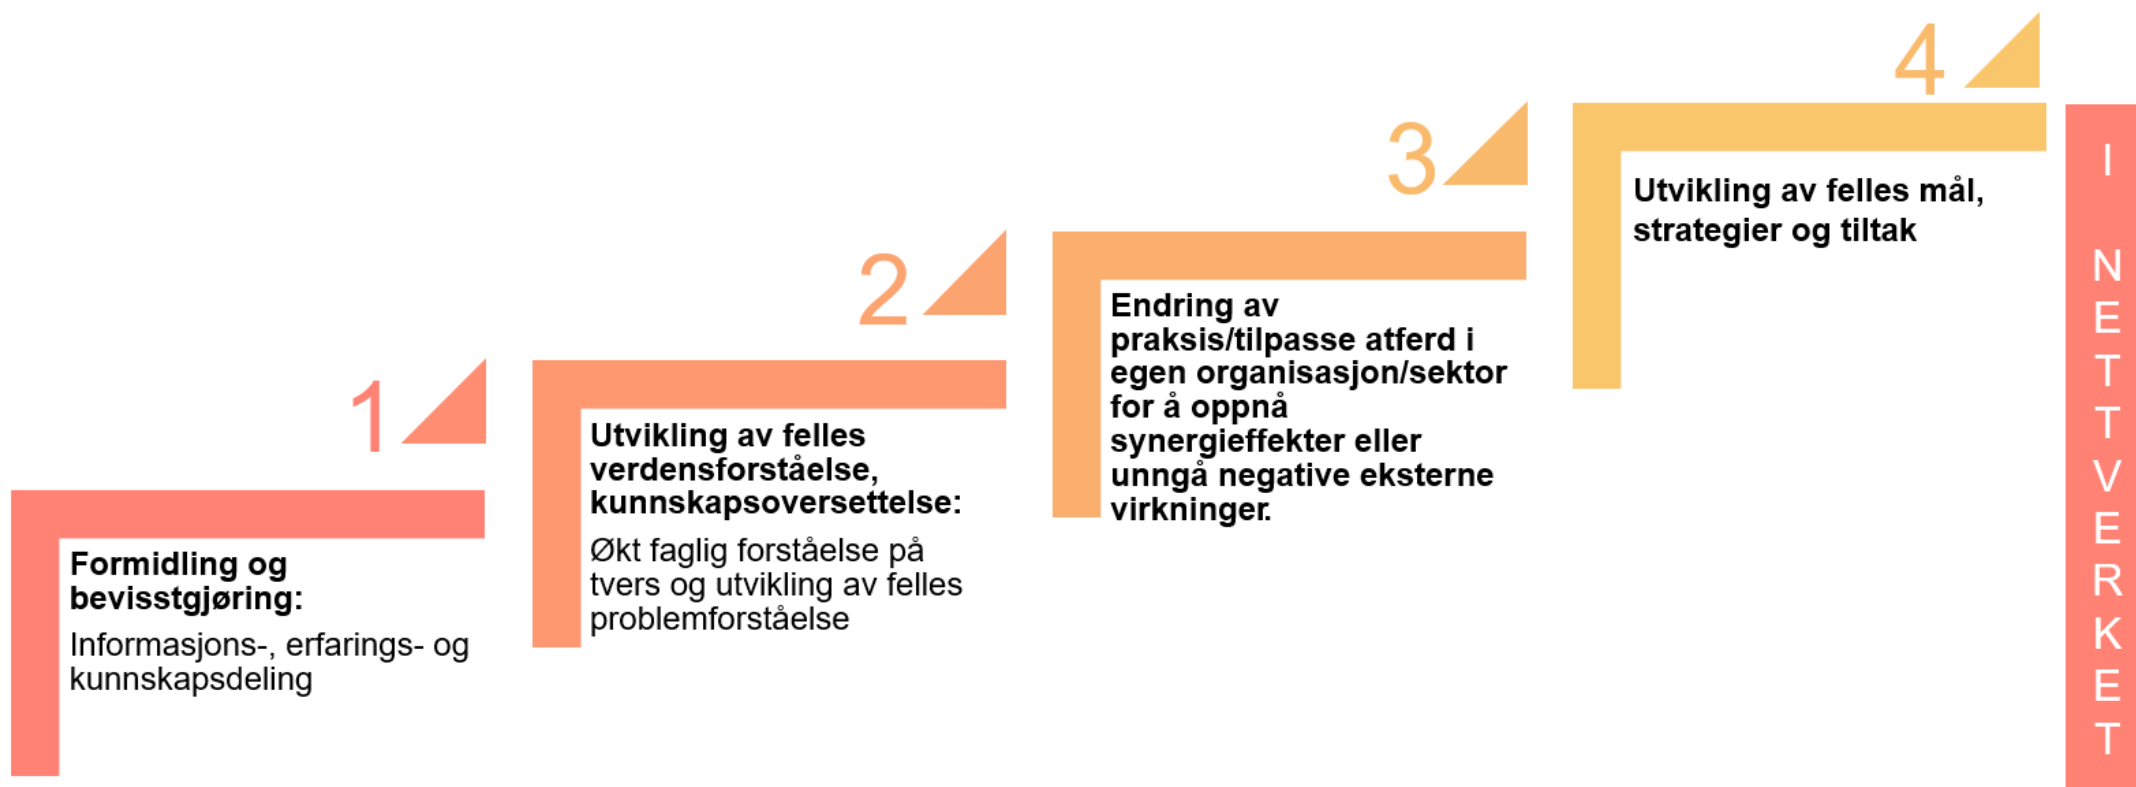 1
Formidling og
bevisstgjøring:
Informasjons-, erfarings- og
kunnskapsdeling
2
Utvikling av felles
verdensforståelse,
kunnskapsoversettelse:
Økt faglig forståelse på
tvers og utvikling av felles
problemforståelse
3
Endring av
praksis/tilpasse atferd i
egen organisasjon/sektor
for å oppnå
synergieffekter eller
unngå negative eksterne
virkninger.
4
Utvikling av felles mål,
strategier og tiltak
I NETTVERKET